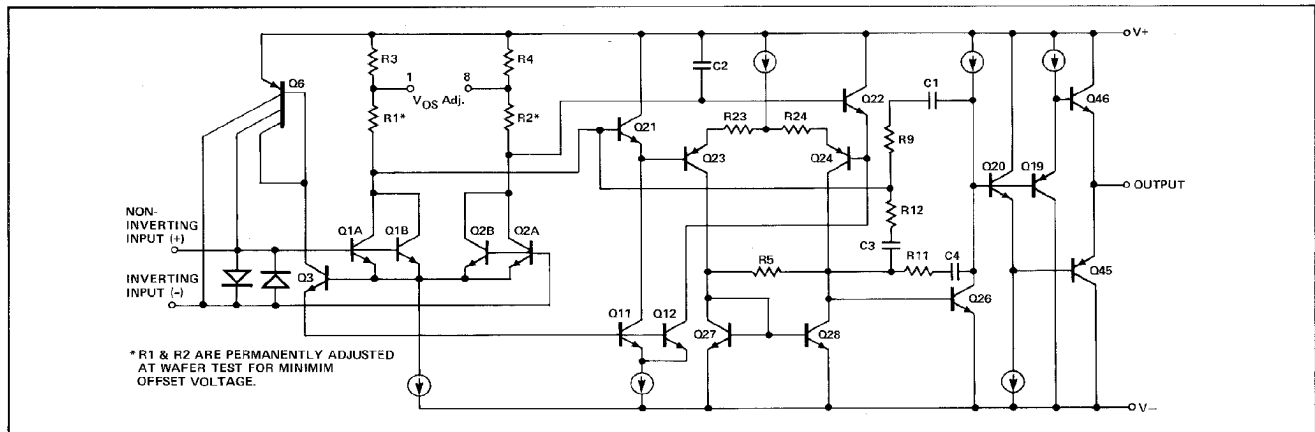 V+
R3
R4
Q6
1
8
VOS Adj.
R1*
R2*
C2
Q21
Q22
C1
R23
R24
R9
Q46
Q23
Q24
Q20
Q19
OUTPUT
R12
C3
NON-
INVERTING
INPUT (+)
Q1A
Q1B
Q2B
Q2A
Q3
INVERTING
INPUT (-)
R5
R11
C4
Q45
Q26
Q11
Q12
Q27
Q28
* R1 & R2 ARE PERMANENTLY ADJUSTED
AT WAFER TEST FOR MINIMIM
OFFSET VOLTAGE.
V-